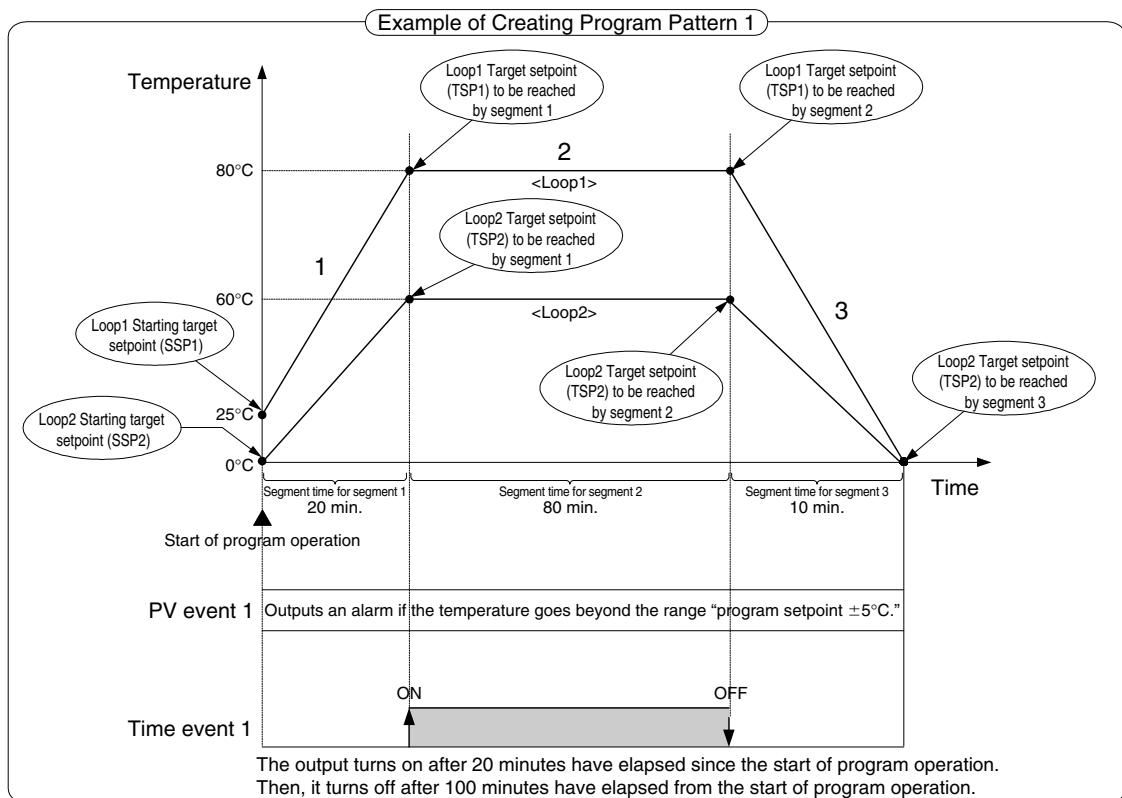 Example of Creating Program Pattern 1
Temperature
Loop1 Target setpoint
(TSP1) to be reached
by segment 1
Loop1 Target setpoint
(TSP1) to be reached
by segment 2
80°C
2
<Loop1>
Loop2 Target setpoint
(TSP2) to be reached
by segment 1
1
60°C
<Loop2>
3
Loop1 Starting target
setpoint (SSP1)
Loop2 Target setpoint
(TSP2) to be reached
by segment 2
Loop2 Target setpoint
(TSP2) to be reached
by segment 3
25°C
Loop2 Starting target
setpoint (SSP2)
0°C
Time
Segment time for segment 1
20 min.
Segment time for segment 2
80 min.
Segment time for segment 3
10 min.
Start of program operation
PV event 1
Outputs an alarm if the temperature goes beyond the range “program setpoint ±5°C.”
ON
OFF
Time event 1
The output turns on after 20 minutes have elapsed since the start of program operation.
Then, it turns off after 100 minutes have elapsed from the start of program operation.